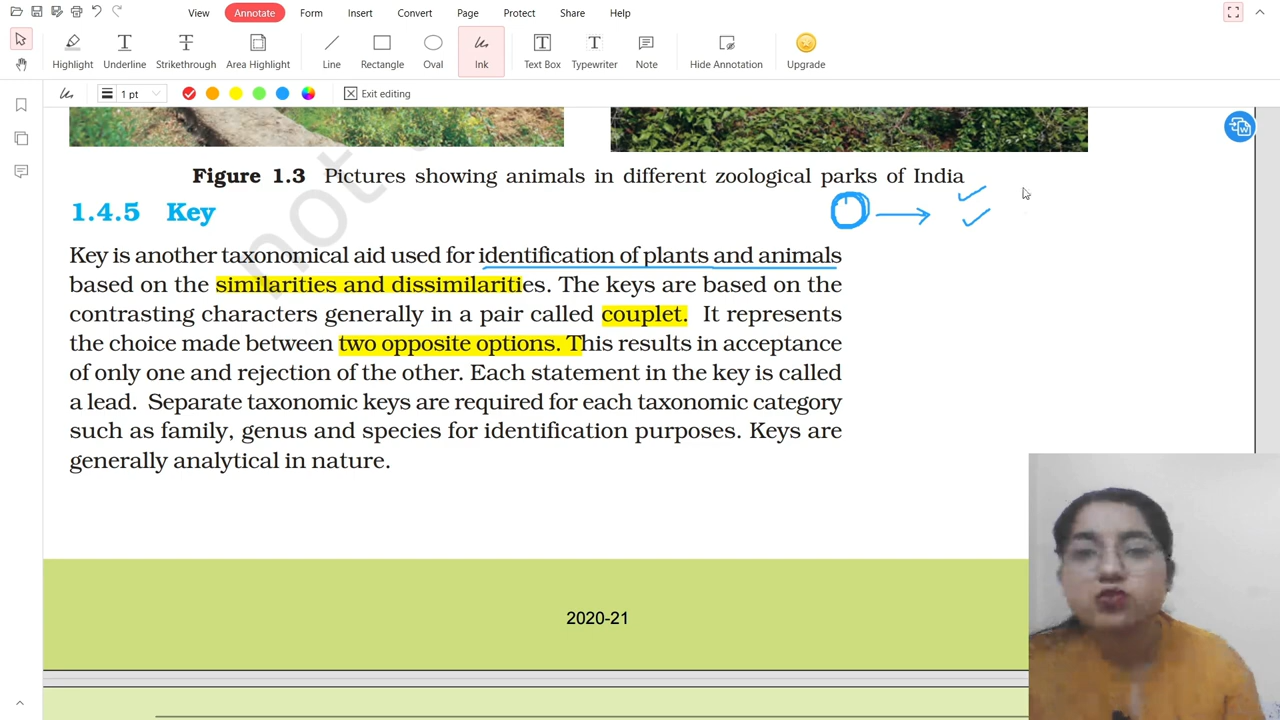 View Annotate Form Insert Convert Page Protect Share Help
Highlight Underline Strikethrough Area Highlight Line Rectangle Oval Ink Text Box Typewriter Note Hide Annotation Upgrade
1 pt Exit editing
Figure 1.3 Pictures showing animals in different zoological parks of India
1.4.5 Key
Key is another taxonomical aid used for identification of plants and animals
based on the similarities and dissimilarities. The keys are based on the
contrasting characters generally in a pair called couplet. It represents
the choice made between two opposite options. This results in acceptance
of only one and rejection of the other. Each statement in the key is called
a lead. Separate taxonomic keys are required for each taxonomic category
such as family, genus and species for identification purposes. Keys are
generally analytical in nature.
not
2020-21